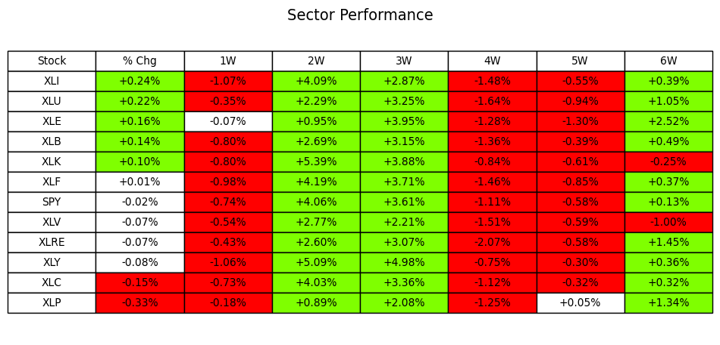 Sector Performance
Stock % Chg 1W 2W 3W 4W 5W 6W
XLI +0.24% -1.07% +4.09% +2.87% -1.48% -0.55% +0.39%
XLU +0.22% -0.35% +2.29% +3.25% -1.64% -0.94% +1.05%
XLE +0.16% -0.07% +0.95% +3.95% -1.28% -1.30% +2.52%
XLB +0.14% -0.80% +2.69% +3.15% -1.36% -0.39% +0.49%
XLK +0.10% -0.80% +5.39% +3.88% -0.84% -0.61% -0.25%
XLF +0.01% -0.98% +4.19% +3.71% -1.46% -0.85% +0.37%
SPY -0.02% -0.74% +4.06% +3.61% -1.11% -0.58% +0.13%
XLV -0.07% -0.54% +2.77% +2.21% -1.51% -0.59% -1.00%
XLRE -0.07% -0.43% +2.60% +3.07% -2.07% -0.58% +1.45%
XLY -0.08% -1.06% +5.09% +4.98% -0.75% -0.30% +0.36%
XLC -0.15% -0.73% +4.03% +3.36% -1.12% -0.32% +0.32%
XLP -0.33% -0.18% +0.89% +2.08% -1.25% +0.05% +1.34%